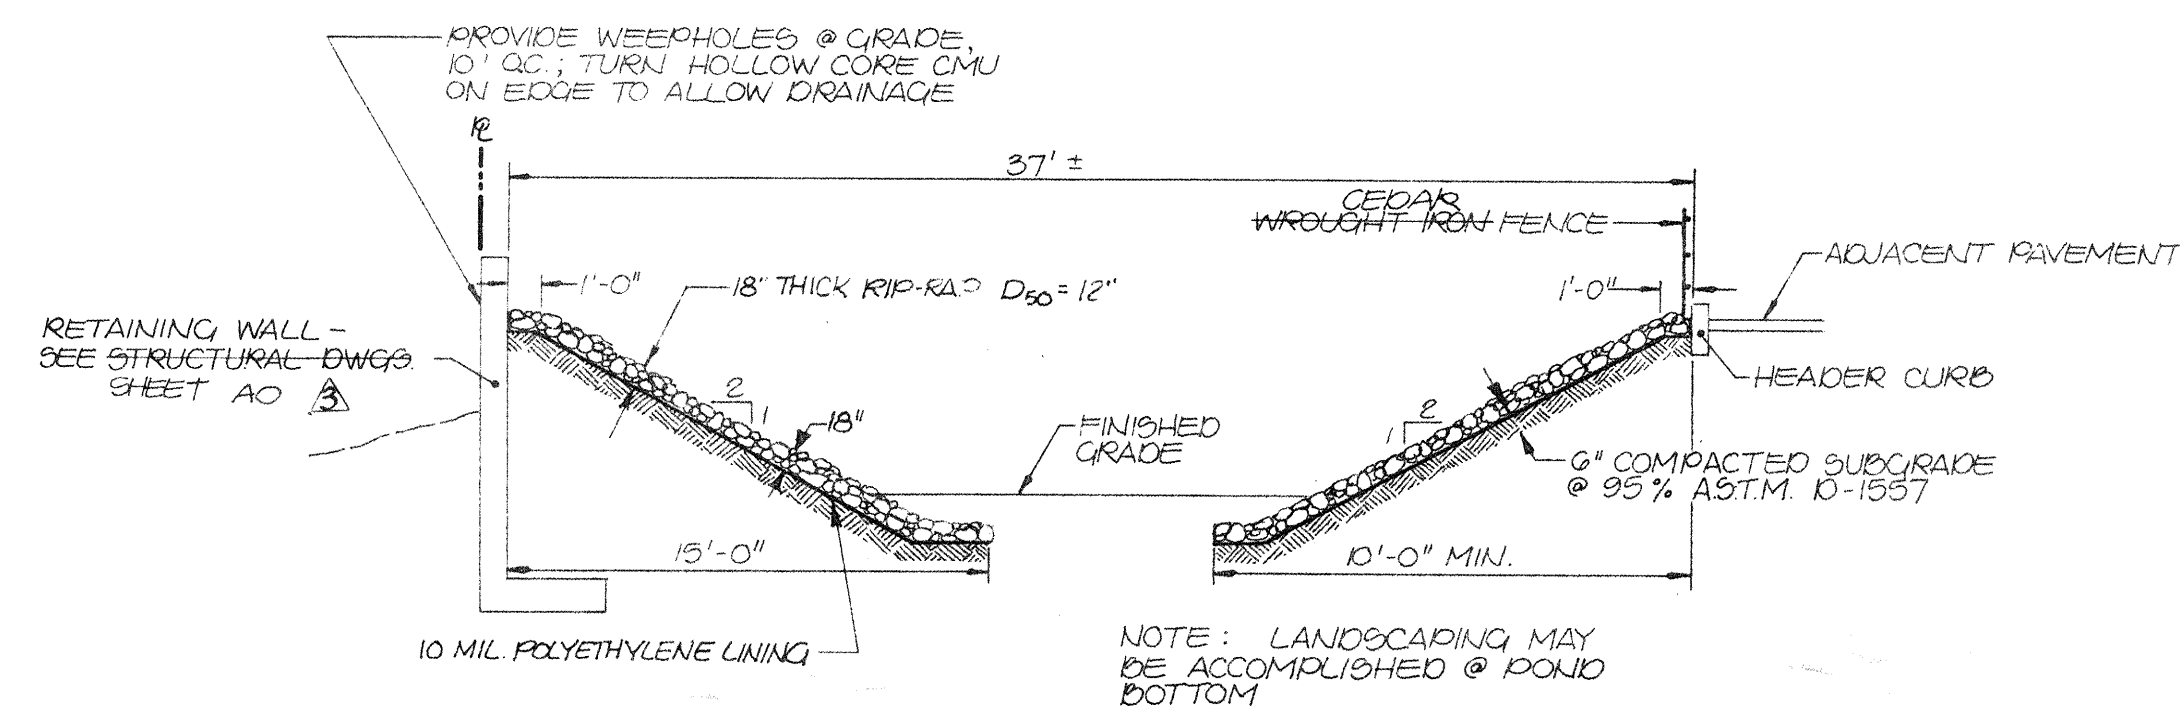 PROVIDE WEEPHOLES @ GRADE,
10' O.C.; TURN HOLLOW CORE CMU
ON EDGE TO ALLOW DRAINAGE
PL
37' ±
CEDAR
WROUGHT IRON FENCE
ADJACENT PAVEMENT
1'-0"
18" THICK RIP-RAP D50 = 12"
1'-0"
RETAINING WALL -
SEE STRUCTURAL DWGS.
SHEET AO 3
HEADER CURB
2
1
18"
FINISHED
GRADE
2
1
6" COMPACTED SUBGRADE
@ 95% A.S.T.M. D-1557
15'-0"
10'-0" MIN.
10 MIL. POLYETHYLENE LINING
NOTE: LANDSCAPING MAY
BE ACCOMPLISHED @ POND
BOTTOM